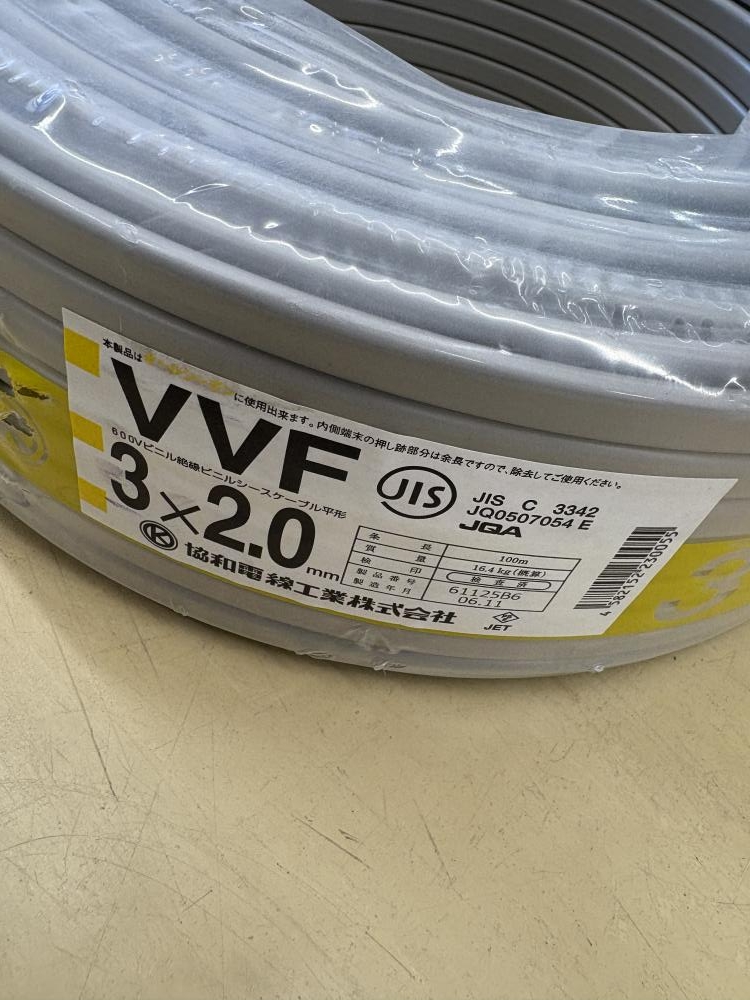 本製品は
に使用出来ます。内側端末の押し跡部分は余長ですので、除去してご使用ください。
VVF
600Vビニル絶縁ビニルシースケーブル平形
3×2.0mm
協和電線工業株式会社
JIS
JIS C 3342
JQ0507054 E
JQA
条長 100m
質量 16.4kg(概算)
検印 検査済
製品番号 61125B6
製造年月 06.11
JET
4582152230055
3